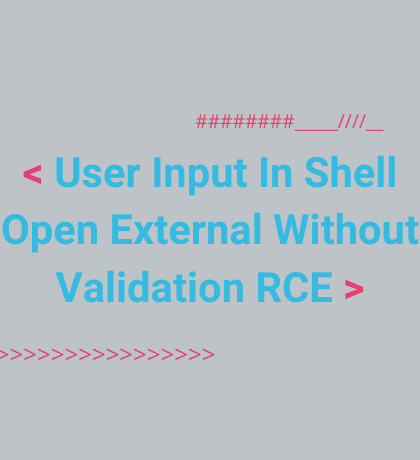 ########____////__
< User Input In Shell
Open External Without
Validation RCE >
>>>>>>>>>>>>>>>>